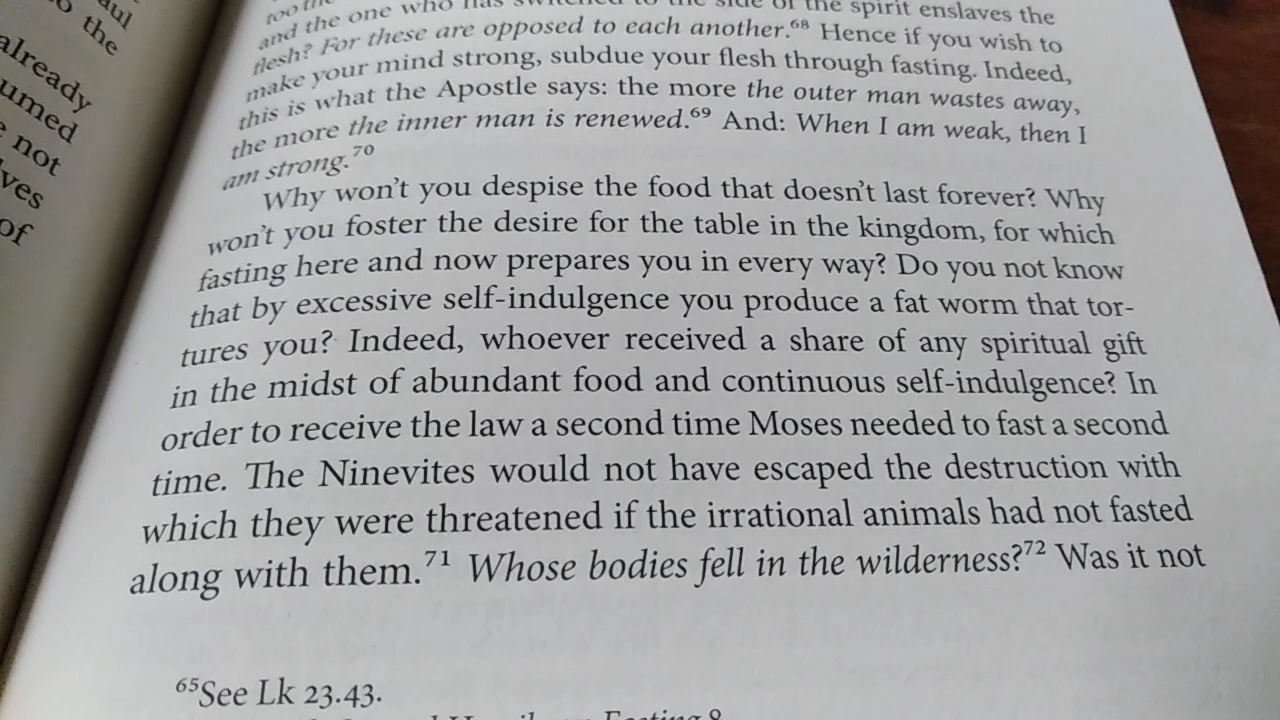 aul
to the
already
umed
not
ves
of
too the
and the one who has switched to the side of the spirit enslaves the
flesh? For these are opposed to each another.⁶⁸ Hence if you wish to
make your mind strong, subdue your flesh through fasting. Indeed,
this is what the Apostle says: the more the outer man wastes away,
the more the inner man is renewed.⁶⁹ And: When I am weak, then I
am strong.⁷⁰
Why won't you despise the food that doesn't last forever? Why
won't you foster the desire for the table in the kingdom, for which
fasting here and now prepares you in every way? Do you not know
that by excessive self-indulgence you produce a fat worm that tor-
tures you? Indeed, whoever received a share of any spiritual gift
in the midst of abundant food and continuous self-indulgence? In
order to receive the law a second time Moses needed to fast a second
time. The Ninevites would not have escaped the destruction with
which they were threatened if the irrational animals had not fasted
along with them.⁷¹ Whose bodies fell in the wilderness?⁷² Was it not
⁶⁵See Lk 23.43.
Fasting 9